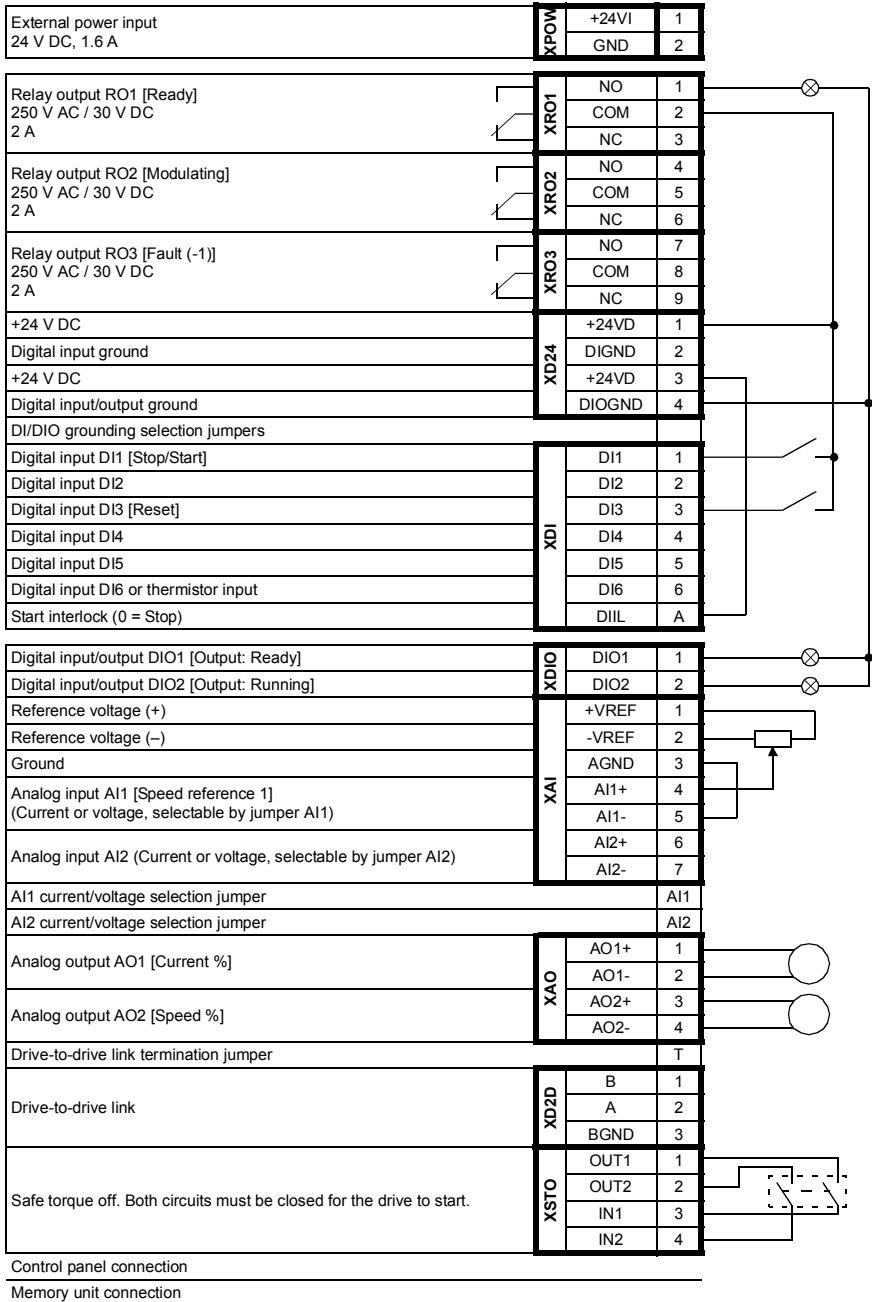 External power input
24 V DC, 1.6 A
XPOW
+24VI 1
GND 2
Relay output RO1 [Ready]
250 V AC / 30 V DC
2 A
XRO1
NO 1
COM 2
NC 3
Relay output RO2 [Modulating]
250 V AC / 30 V DC
2 A
XRO2
NO 4
COM 5
NC 6
Relay output RO3 [Fault (-1)]
250 V AC / 30 V DC
2 A
XRO3
NO 7
COM 8
NC 9
XD24
+24 V DC +24VD 1
Digital input ground DIGND 2
+24 V DC +24VD 3
Digital input/output ground DIOGND 4
DI/DIO grounding selection jumpers
XDI
Digital input DI1 [Stop/Start] DI1 1
Digital input DI2 DI2 2
Digital input DI3 [Reset] DI3 3
Digital input DI4 DI4 4
Digital input DI5 DI5 5
Digital input DI6 or thermistor input DI6 6
Start interlock (0 = Stop) DIIL A
XDIO
Digital input/output DIO1 [Output: Ready] DIO1 1
Digital input/output DIO2 [Output: Running] DIO2 2
XAI
Reference voltage (+) +VREF 1
Reference voltage (–) -VREF 2
Ground AGND 3
Analog input AI1 [Speed reference 1]
(Current or voltage, selectable by jumper AI1)
AI1+ 4
AI1- 5
Analog input AI2 (Current or voltage, selectable by jumper AI2)
AI2+ 6
AI2- 7
AI1 current/voltage selection jumper AI1
AI2 current/voltage selection jumper AI2
Analog output AO1 [Current %]
XAO
AO1+ 1
AO1- 2
Analog output AO2 [Speed %]
AO2+ 3
AO2- 4
Drive-to-drive link termination jumper T
Drive-to-drive link
XD2D
B 1
A 2
BGND 3
Safe torque off. Both circuits must be closed for the drive to start.
XSTO
OUT1 1
OUT2 2
IN1 3
IN2 4
Control panel connection
Memory unit connection